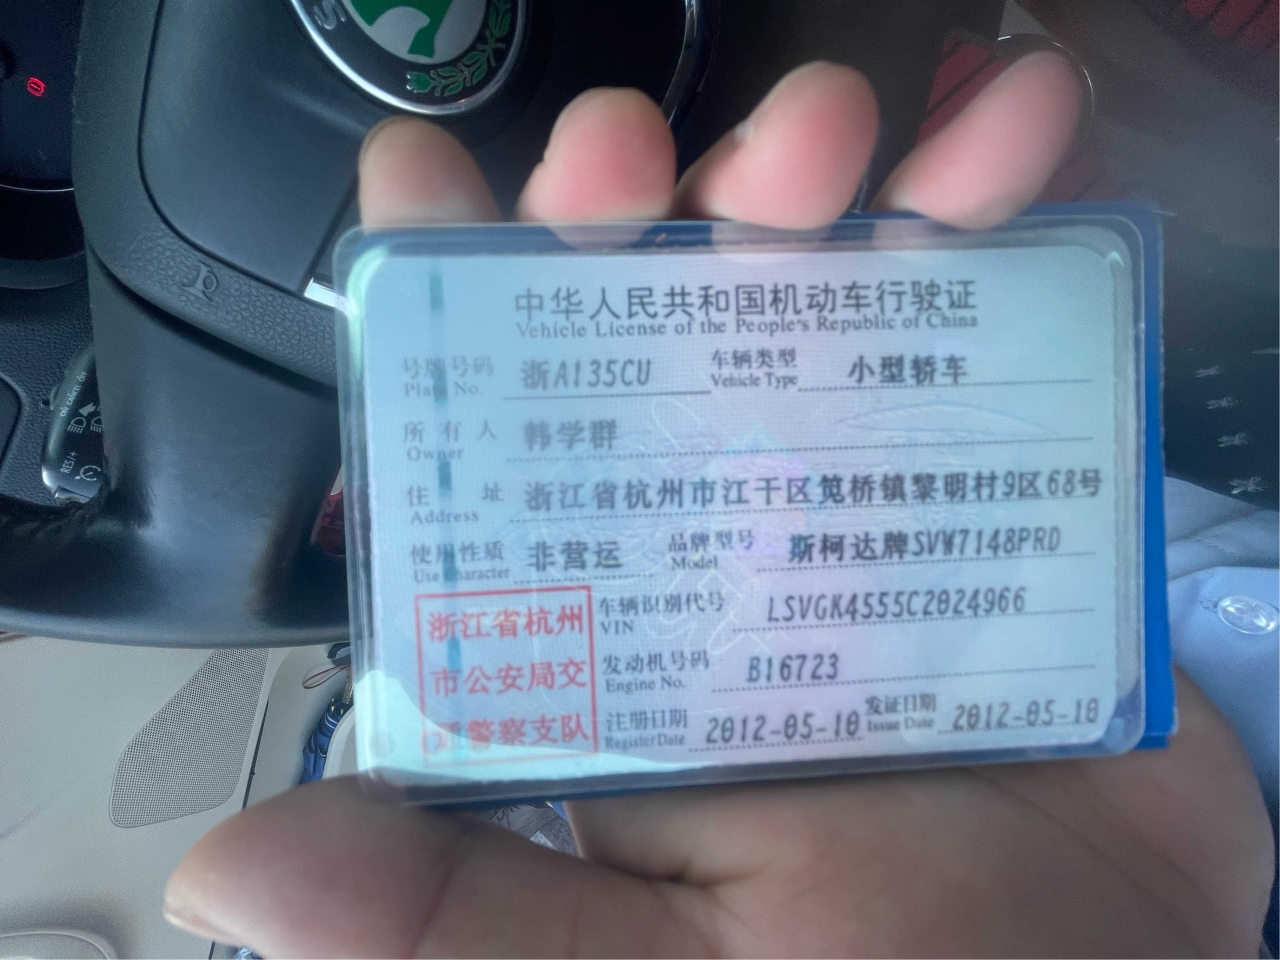 中华人民共和国机动车行驶证
Vehicle License of the People's Republic of China
号牌号码 浙A135CU 车辆类型 小型轿车
Plate No. Vehicle Type
所有人 韩学群
Owner
住址 浙江省杭州市江干区笕桥镇黎明村9区68号
Address
使用性质 非营运 品牌型号 斯柯达牌SVW7148PRD
Use Character Model
浙江省杭州市公安局交通警察支队
车辆识别代号 LSVGK4555C2024966
VIN
发动机号码 B16723
Engine No.
注册日期 2012-05-10 发证日期 2012-05-10
Register Date Issue Date
RES/+